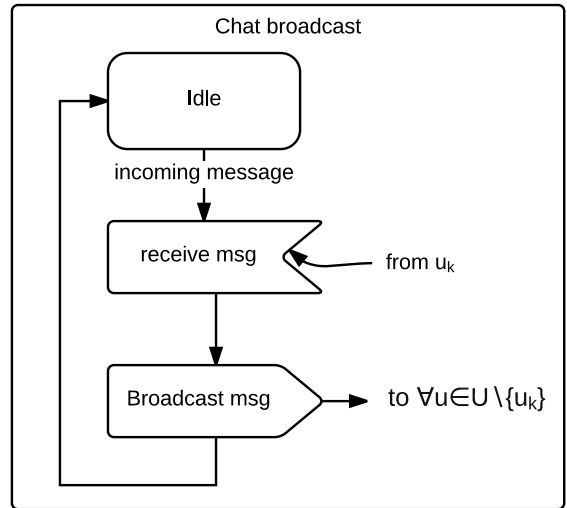 Chat broadcast
Idle
incoming message
receive msg
from uₖ
Broadcast msg
to ∀u∈U∖{uₖ}